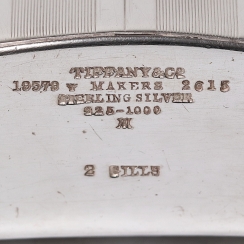 TIFFANY & CO
19579 MAKERS 2615
STERLING SILVER
925-1000
M
2 GILLS